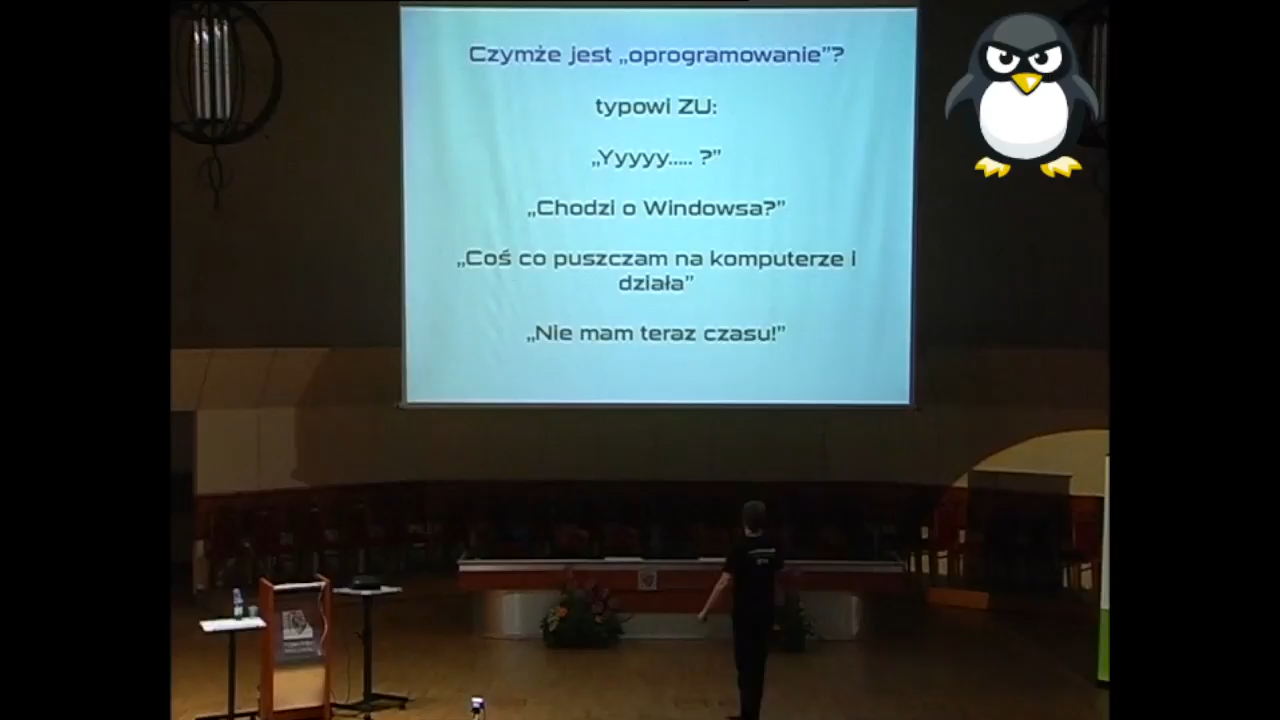 Czymże jest „oprogramowanie”?
typowi ZU:
„Yyyyy..... ?”
„Chodzi o Windowsa?”
„Coś co puszczam na komputerze i
działa”
„Nie mam teraz czasu!”